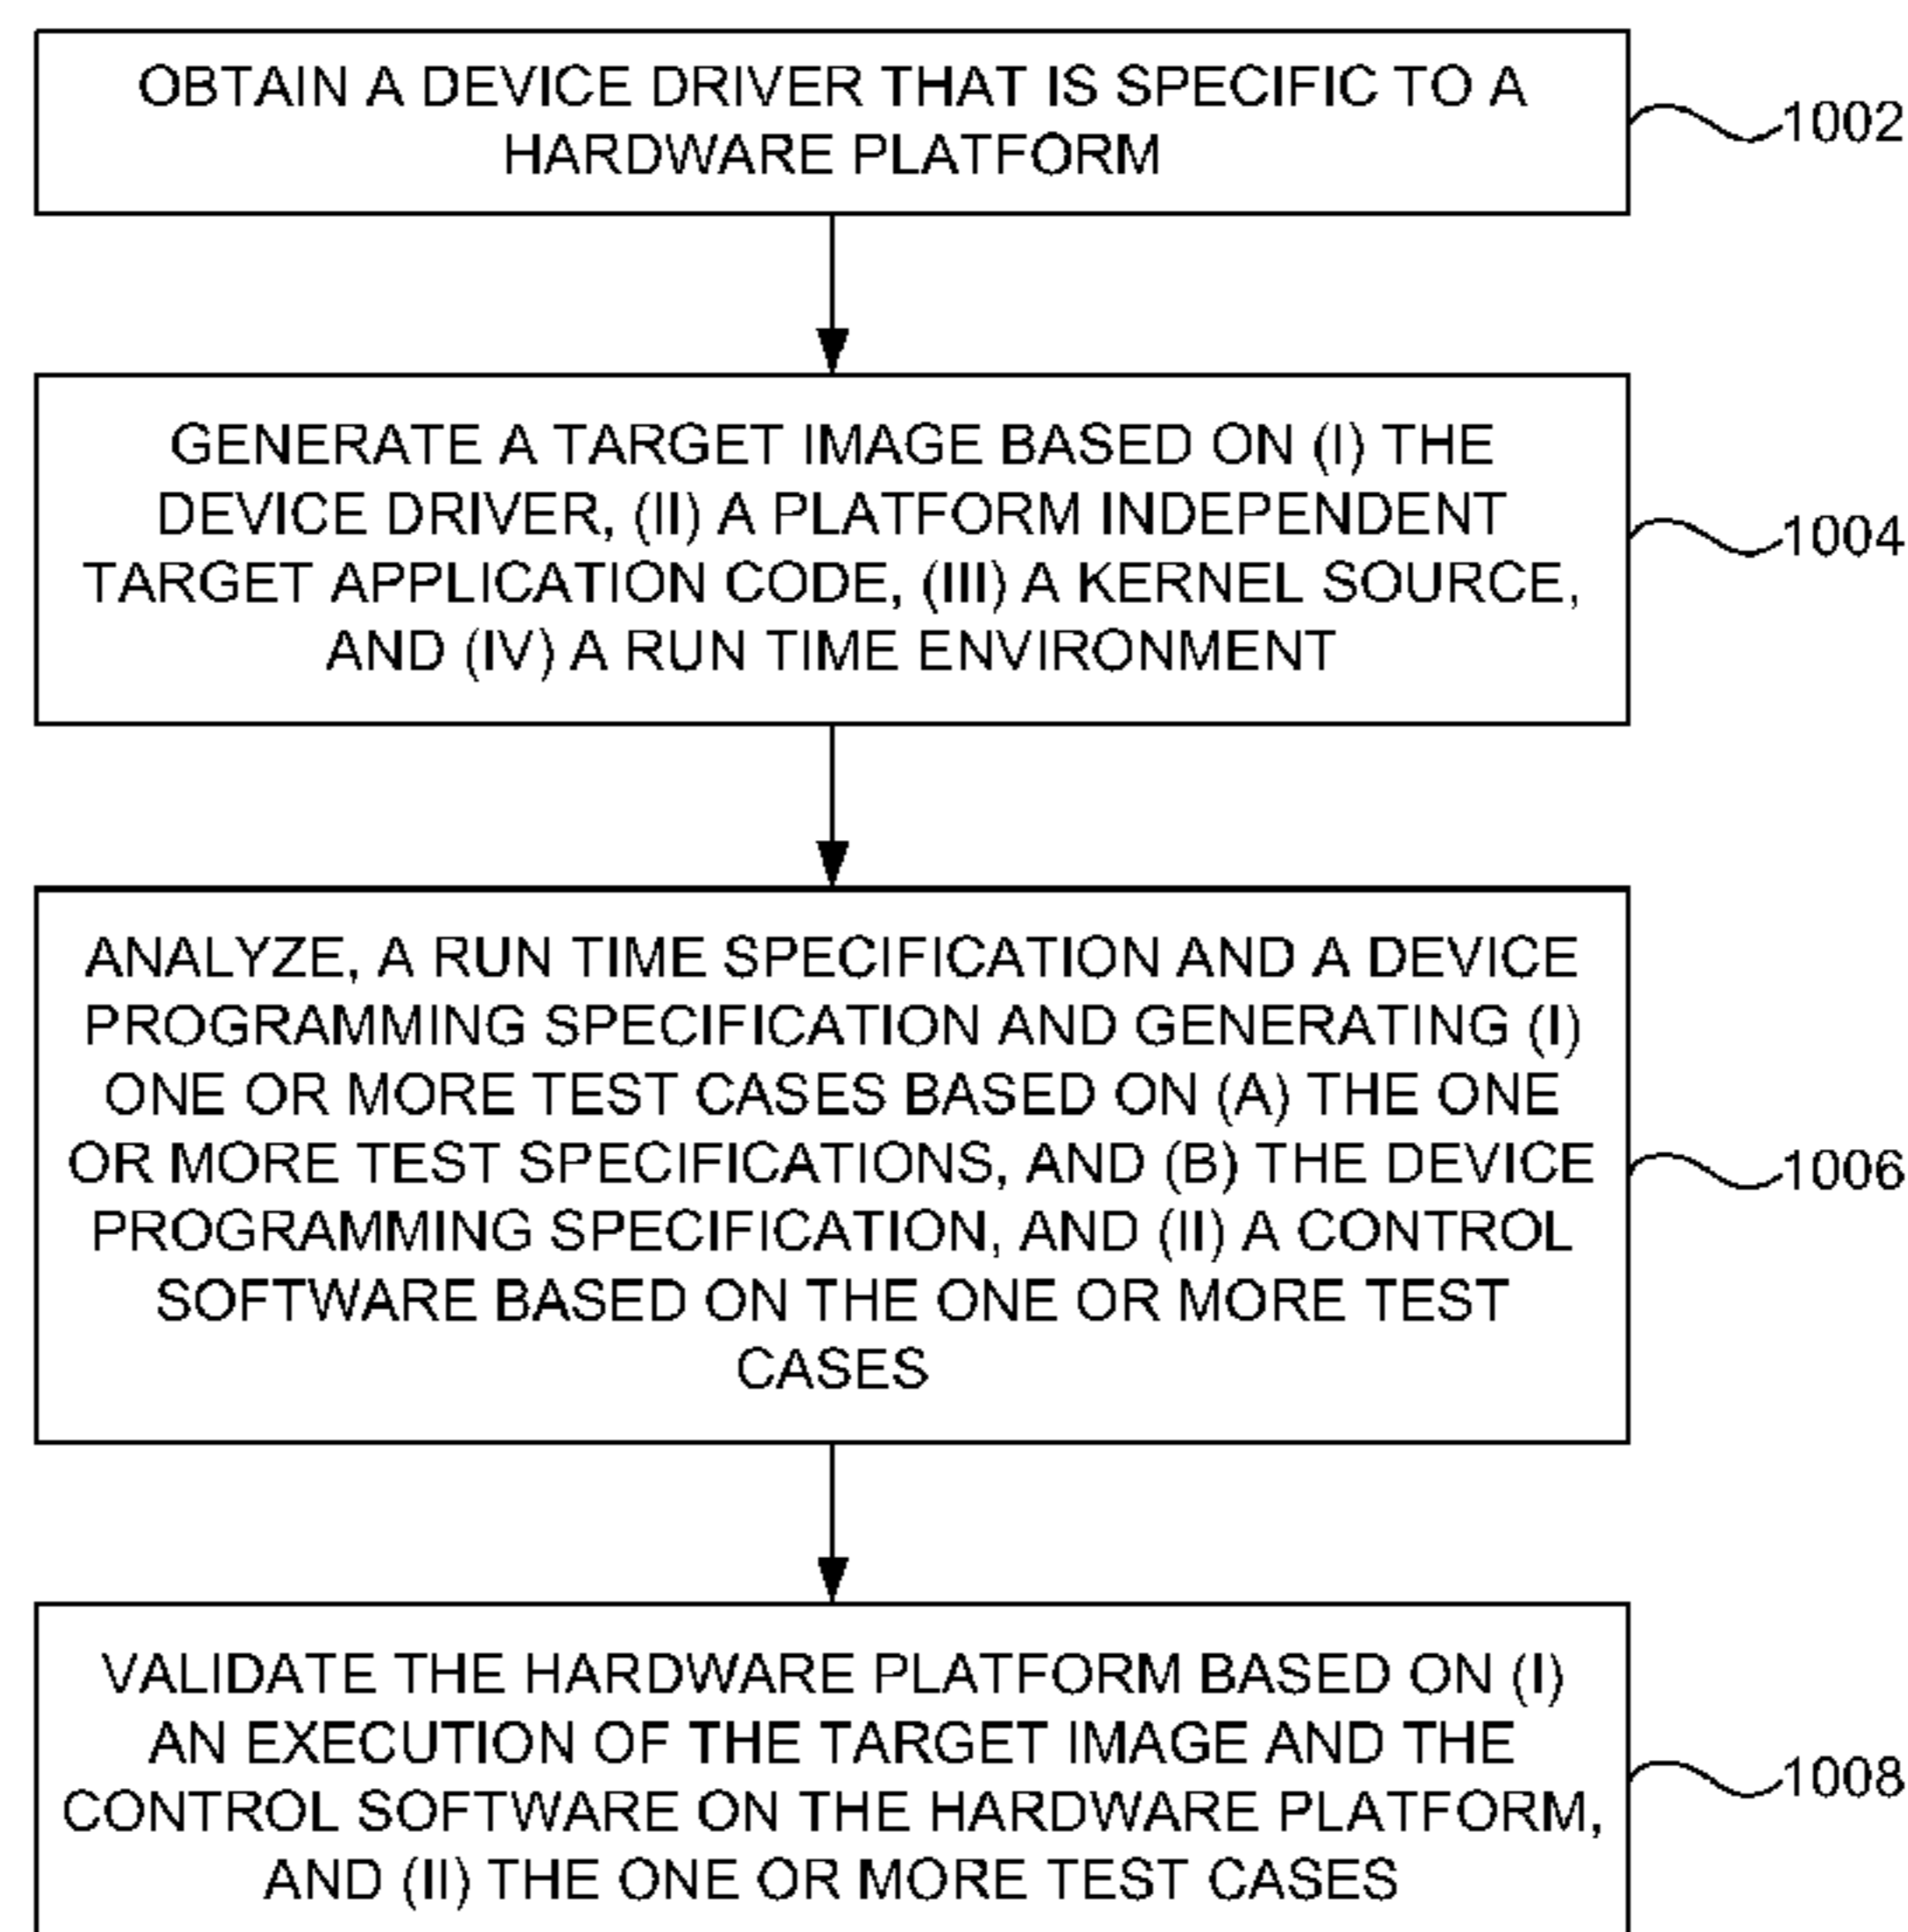 OBTAIN A DEVICE DRIVER THAT IS SPECIFIC TO A
HARDWARE PLATFORM
1002
GENERATE A TARGET IMAGE BASED ON (I) THE
DEVICE DRIVER, (II) A PLATFORM INDEPENDENT
TARGET APPLICATION CODE, (III) A KERNEL SOURCE,
AND (IV) A RUN TIME ENVIRONMENT
1004
ANALYZE, A RUN TIME SPECIFICATION AND A DEVICE
PROGRAMMING SPECIFICATION AND GENERATING (I)
ONE OR MORE TEST CASES BASED ON (A) THE ONE
OR MORE TEST SPECIFICATIONS, AND (B) THE DEVICE
PROGRAMMING SPECIFICATION, AND (II) A CONTROL
SOFTWARE BASED ON THE ONE OR MORE TEST
CASES
1006
VALIDATE THE HARDWARE PLATFORM BASED ON (I)
AN EXECUTION OF THE TARGET IMAGE AND THE
CONTROL SOFTWARE ON THE HARDWARE PLATFORM,
AND (II) THE ONE OR MORE TEST CASES
1008